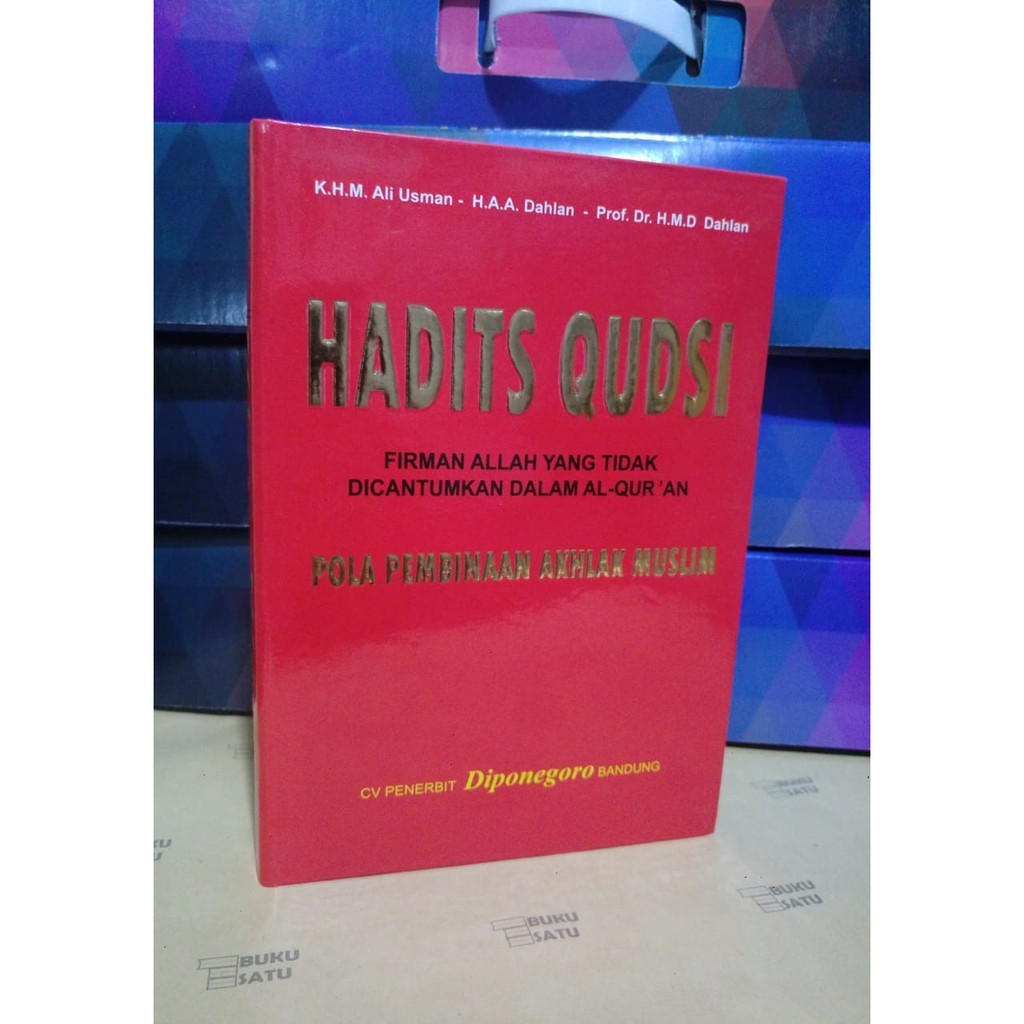 K.H.M. Ali Usman - H.A.A. Dahlan - Prof. Dr. H.M.D Dahlan
HADITS QUDSI
FIRMAN ALLAH YANG TIDAK
DICANTUMKAN DALAM AL-QUR'AN
POLA PEMBINAAN AKHLAK MUSLIM
CV PENERBIT Diponegoro BANDUNG
BUKU
SATU
BUKU
SATU
BUKU
SATU
BUKU
SATU